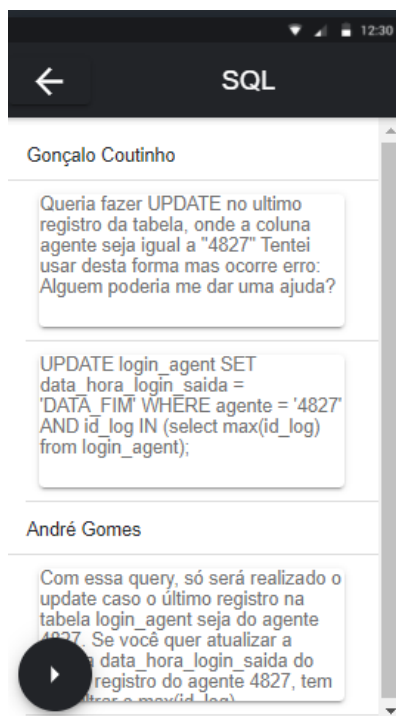 12:30
SQL
Gonçalo Coutinho
Queria fazer UPDATE no ultimo
registro da tabela, onde a coluna
agente seja igual a "4827" Tentei
usar desta forma mas ocorre erro:
Alguem poderia me dar uma ajuda?
UPDATE login_agent SET
data_hora_login_saida =
'DATA_FIM' WHERE agente = '4827'
AND id_log IN (select max(id_log)
from login_agent);
André Gomes
Com essa query, só será realizado o
update caso o último registro na
tabela login_agent seja do agente
4827. Se você quer atualizar a
data_hora_login_saida do
registro do agente 4827, tem
o max(id_log)